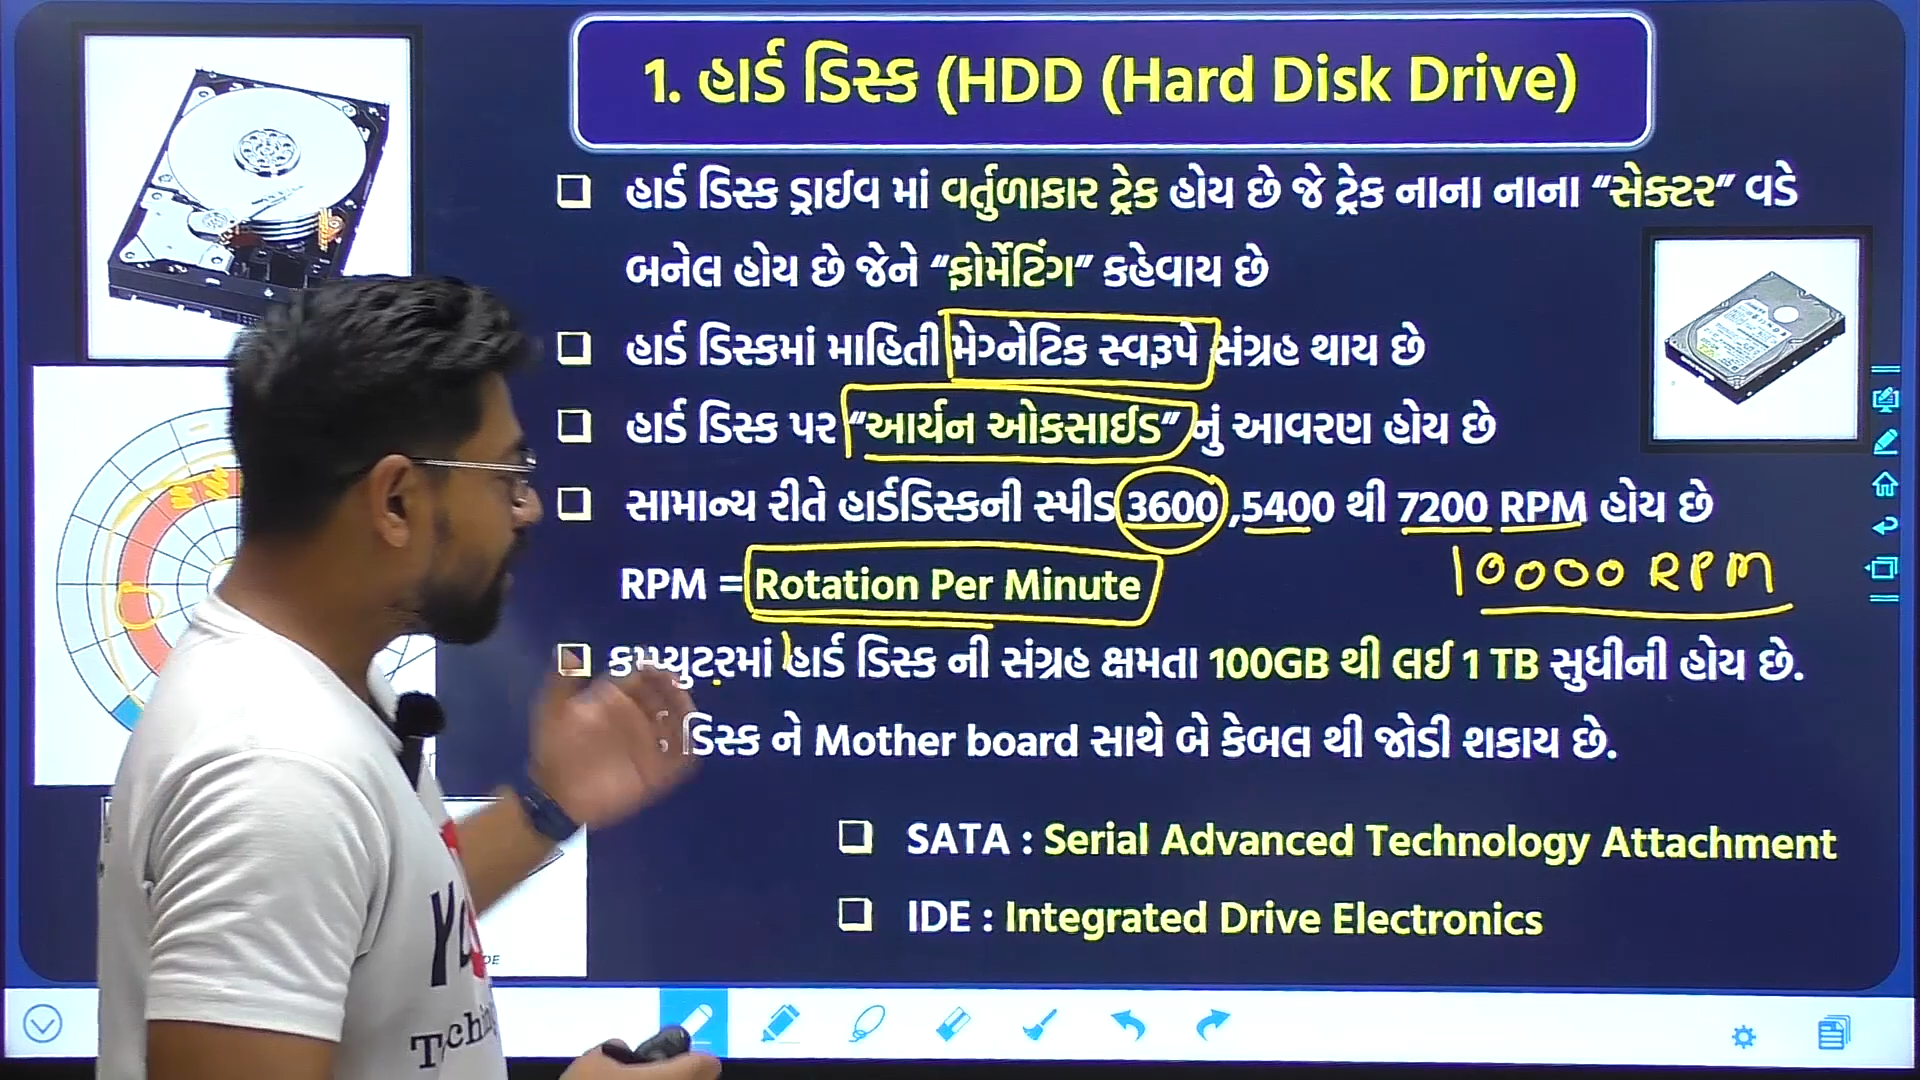 1. હાર્ડ ડિસ્ક (HDD (Hard Disk Drive)
હાર્ડ ડિસ્ક ડ્રાઈવ માં વર્તુળાકાર ટ્રેક હોય છે જે ટ્રેક નાના નાના “સેક્ટર” વડે
બનેલ હોય છે જેને “ફોર્મેટિંગ” કહેવાય છે
હાર્ડ ડિસ્કમાં માહિતી મેગ્નેટિક સ્વરૂપે સંગ્રહ થાય છે
હાર્ડ ડિસ્ક પર “આર્યન ઓકસાઈડ” નું આવરણ હોય છે
સામાન્ય રીતે હાર્ડડિસ્કની સ્પીડ 3600 ,5400 થી 7200 RPM હોય છે
10000 RPM
RPM = Rotation Per Minute
કમ્પ્યુટરમાં હાર્ડ ડિસ્ક ની સંગ્રહ ક્ષમતા 100GB થી લઈ 1 TB સુધીની હોય છે.
ડિસ્ક ને Mother board સાથે બે કેબલ થી જોડી શકાય છે.
SATA : Serial Advanced Technology Attachment
IDE : Integrated Drive Electronics